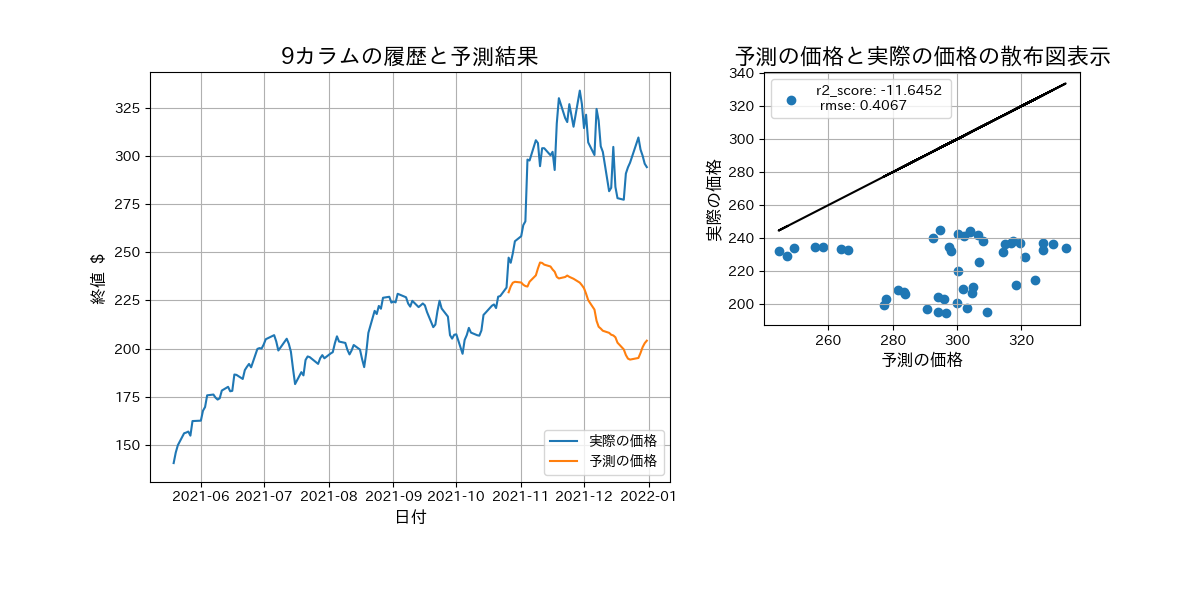 9カラムの履歴と予測結果
終値 $
325
300
275
250
225
200
175
150
2021-06 2021-07 2021-08 2021-09 2021-10 2021-11 2021-12 2022-01
日付
実際の価格
予測の価格
予測の価格と実際の価格の散布図表示
実際の価格
340
320
300
280
260
240
220
200
r2_score: -11.6452
rmse: 0.4067
260 280 300 320
予測の価格